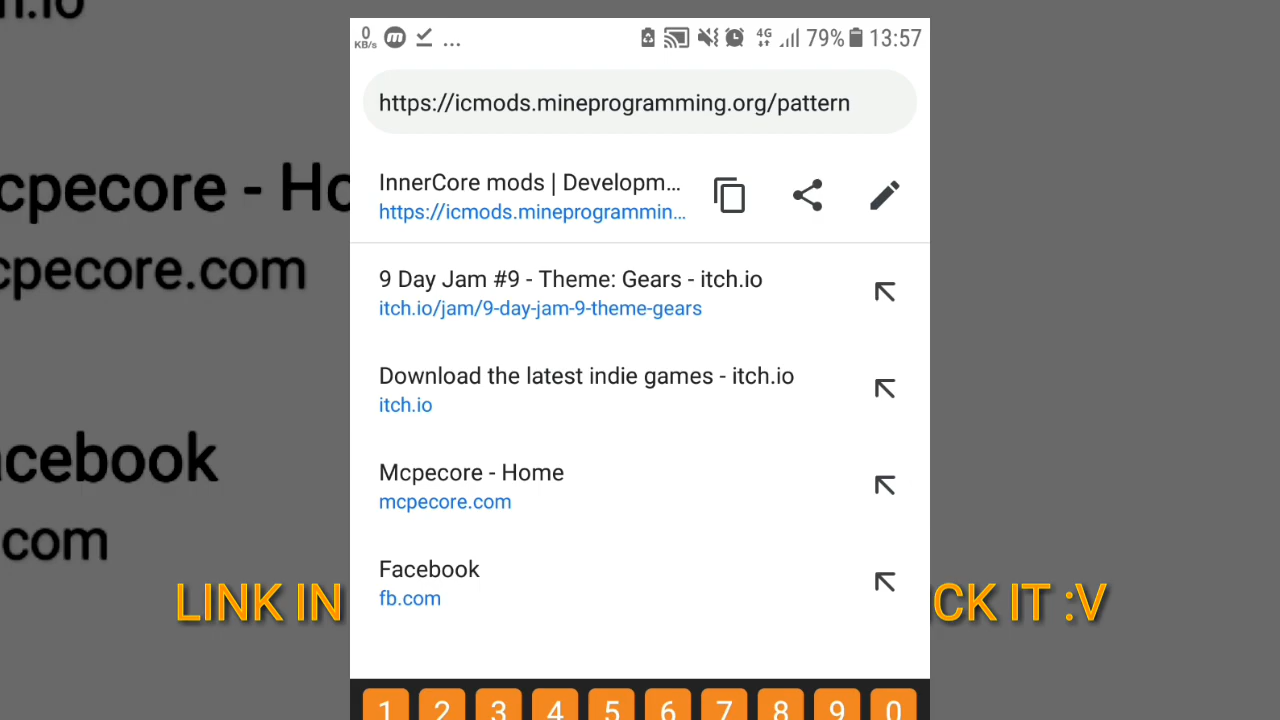 0
KB/s
m
...
4G
79%
13:57
https://icmods.mineprogramming.org/pattern
InnerCore mods | Developm...
https://icmods.mineprogrammin...
9 Day Jam #9 - Theme: Gears - itch.io
itch.io/jam/9-day-jam-9-theme-gears
Download the latest indie games - itch.io
itch.io
Mcpecore - Home
mcpecore.com
Facebook
fb.com
1 2 3 4 5 6 7 8 9 0
h.io
cpecore - Ho
cpecore.com
acebook
.com
LINK IN
CK IT :V